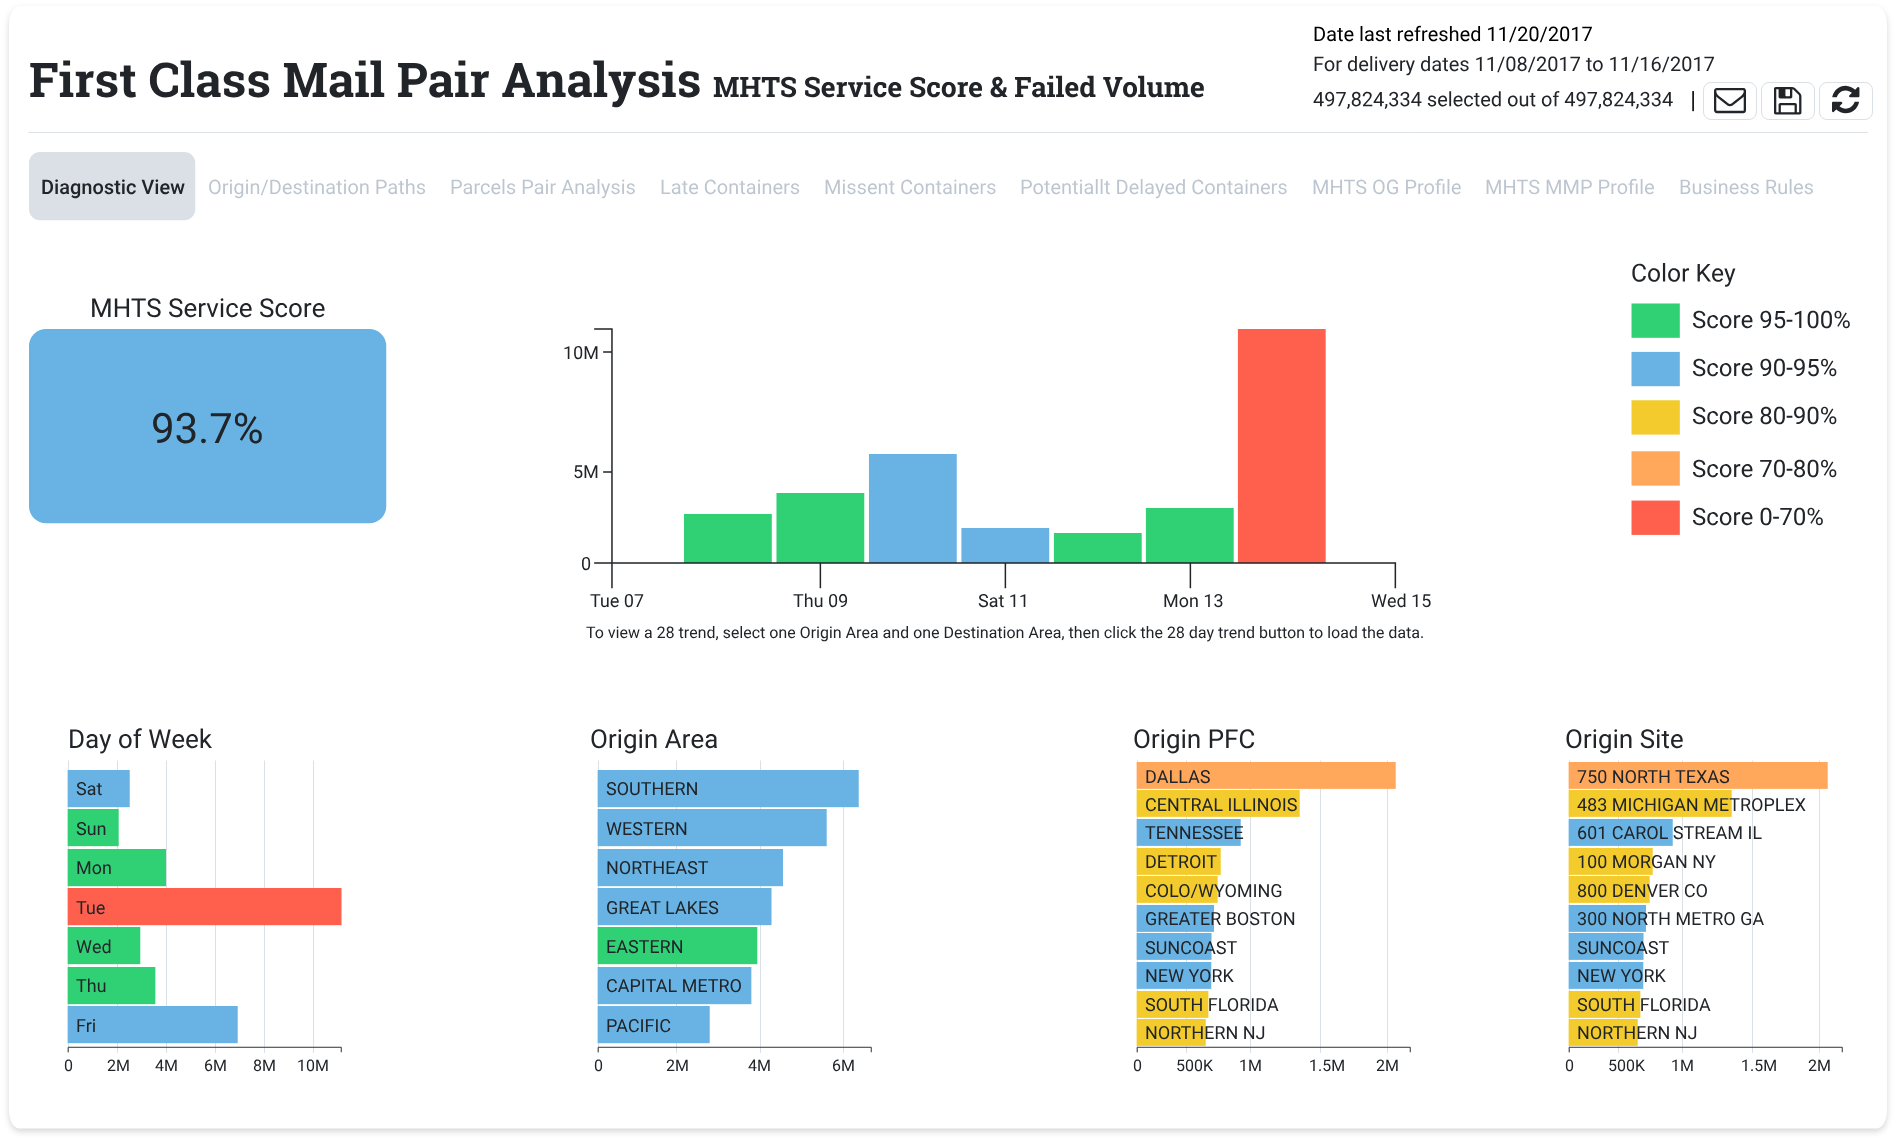 First Class Mail Pair Analysis MHTS Service Score & Failed Volume
Date last refreshed 11/20/2017
For delivery dates 11/08/2017 to 11/16/2017
497,824,334 selected out of 497,824,334 |
Diagnostic View Origin/Destination Paths Parcels Pair Analysis Late Containers Missent Containers Potentiallt Delayed Containers MHTS OG Profile MHTS MMP Profile Business Rules
MHTS Service Score
93.7%
10M
5M
0
Tue 07 Thu 09 Sat 11 Mon 13 Wed 15
To view a 28 trend, select one Origin Area and one Destination Area, then click the 28 day trend button to load the data.
Color Key
Score 95-100%
Score 90-95%
Score 80-90%
Score 70-80%
Score 0-70%
Day of Week
Sat
Sun
Mon
Tue
Wed
Thu
Fri
0 2M 4M 6M 8M 10M
Origin Area
SOUTHERN
WESTERN
NORTHEAST
GREAT LAKES
EASTERN
CAPITAL METRO
PACIFIC
0 2M 4M 6M
Origin PFC
DALLAS
CENTRAL ILLINOIS
TENNESSEE
DETROIT
COLO/WYOMING
GREATER BOSTON
SUNCOAST
NEW YORK
SOUTH FLORIDA
NORTHERN NJ
0 500K 1M 1.5M 2M
Origin Site
750 NORTH TEXAS
483 MICHIGAN METROPLEX
601 CAROL STREAM IL
100 MORGAN NY
800 DENVER CO
300 NORTH METRO GA
SUNCOAST
NEW YORK
SOUTH FLORIDA
NORTHERN NJ
0 500K 1M 1.5M 2M